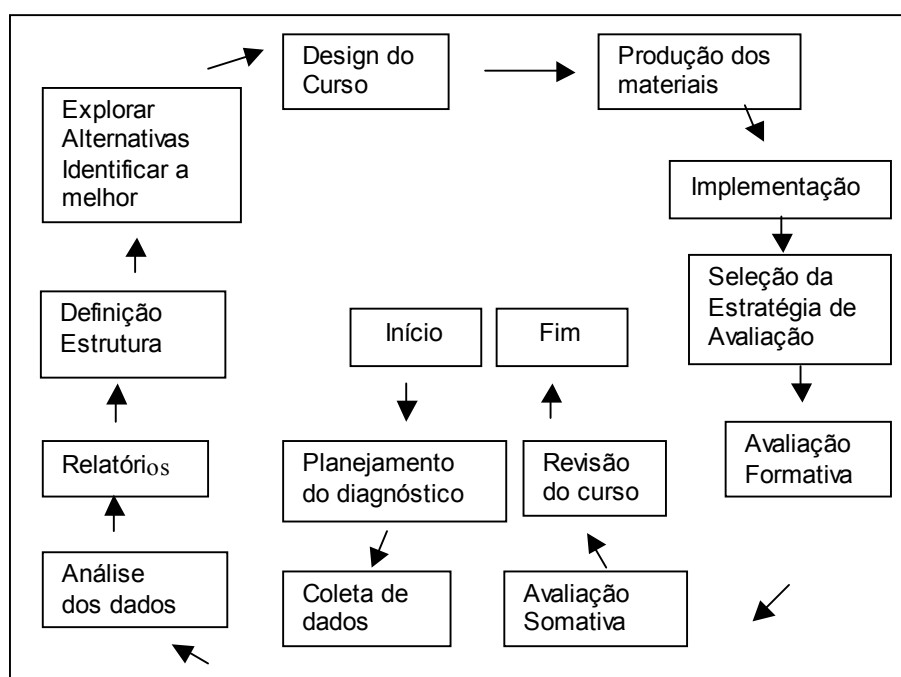 Design do
Curso
Produção dos
materiais
Explorar
Alternativas
Identificar a
melhor
Implementação
Seleção da
Estratégia de
Avaliação
Definição
Estrutura
Início
Fim
Avaliação
Formativa
Relatórios
Planejamento
do diagnóstico
Revisão
do curso
Análise
dos dados
Coleta de
dados
Avaliação
Somativa